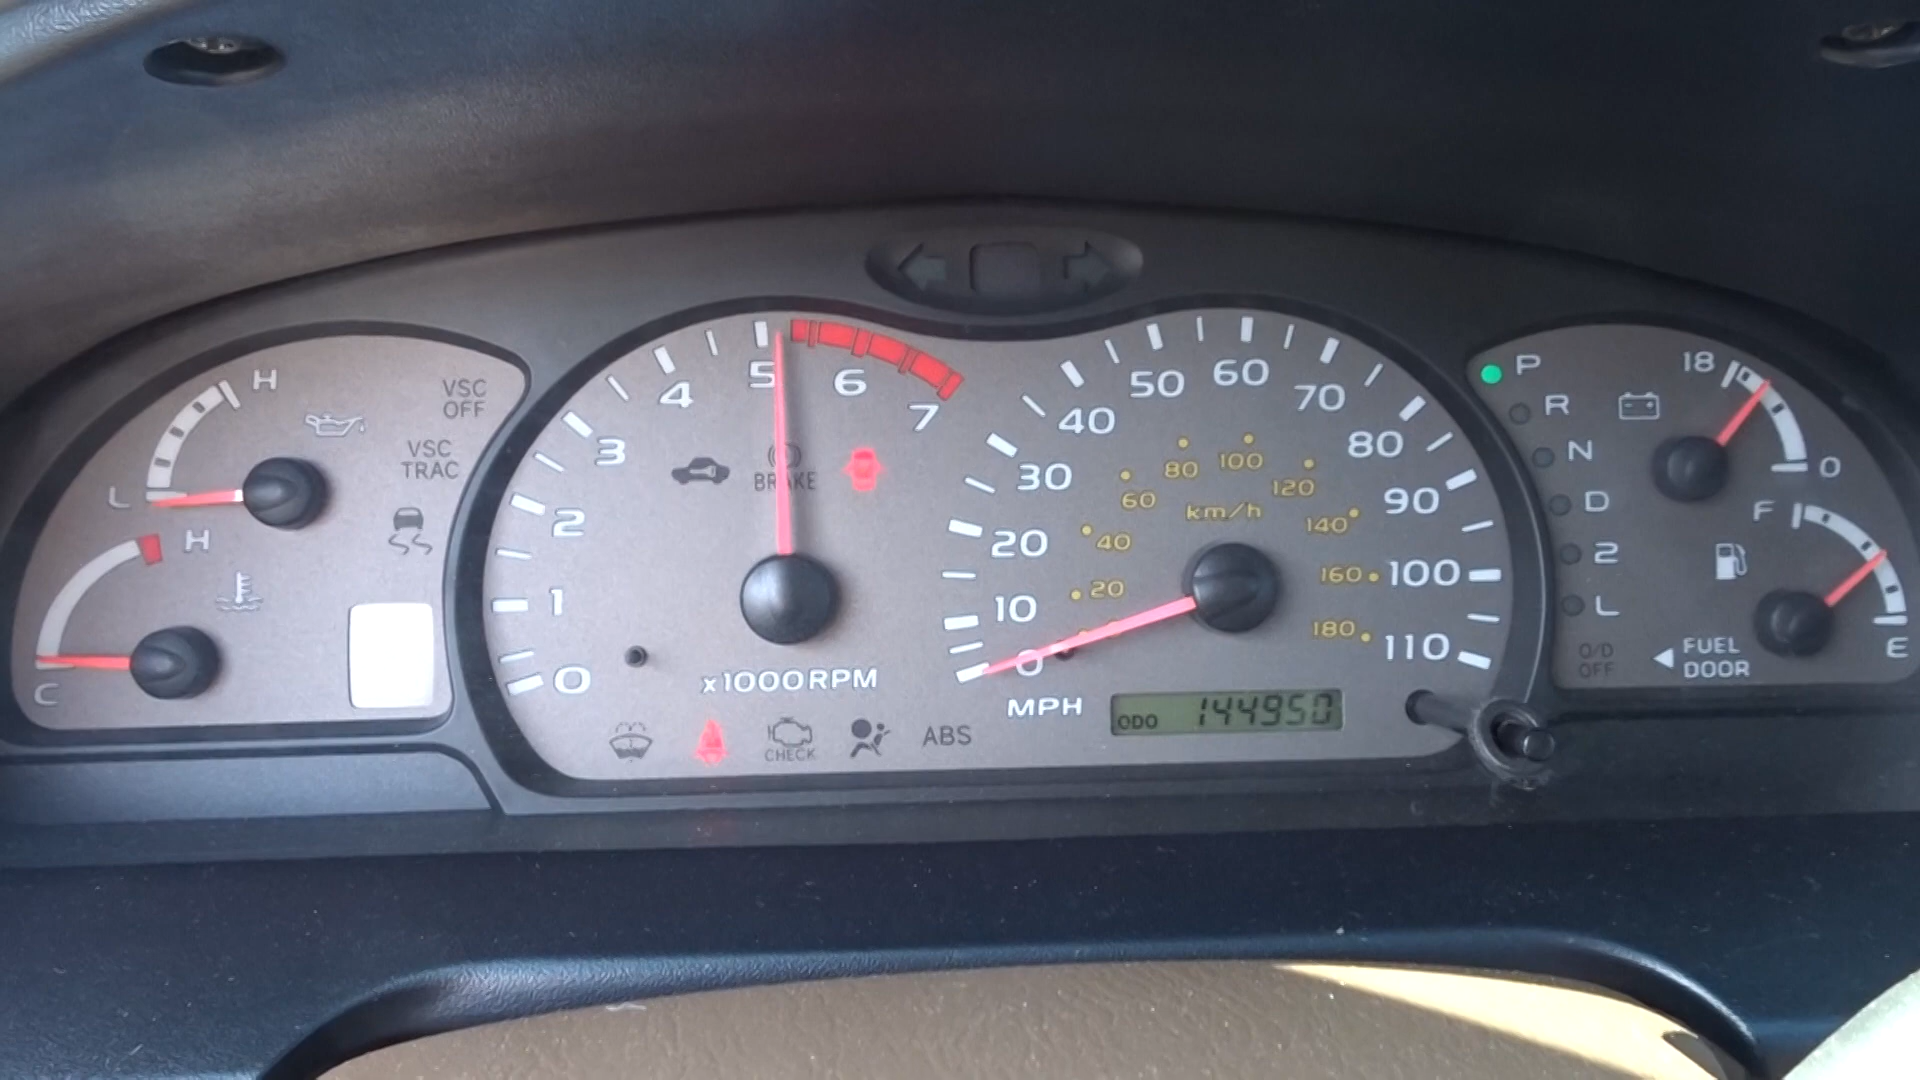 H
L
H
C
VSC
OFF
VSC
TRAC
0
1
2
3
4
5
6
7
BRAKE
x1000RPM
CHECK
ABS
0
10
20
30
40
50
60
70
80
90
100
110
20
40
60
80
100
120
140
160
180
km/h
MPH
ODO 144950
P
R
N
D
2
L
O/D
OFF
18
0
F
E
FUEL
DOOR